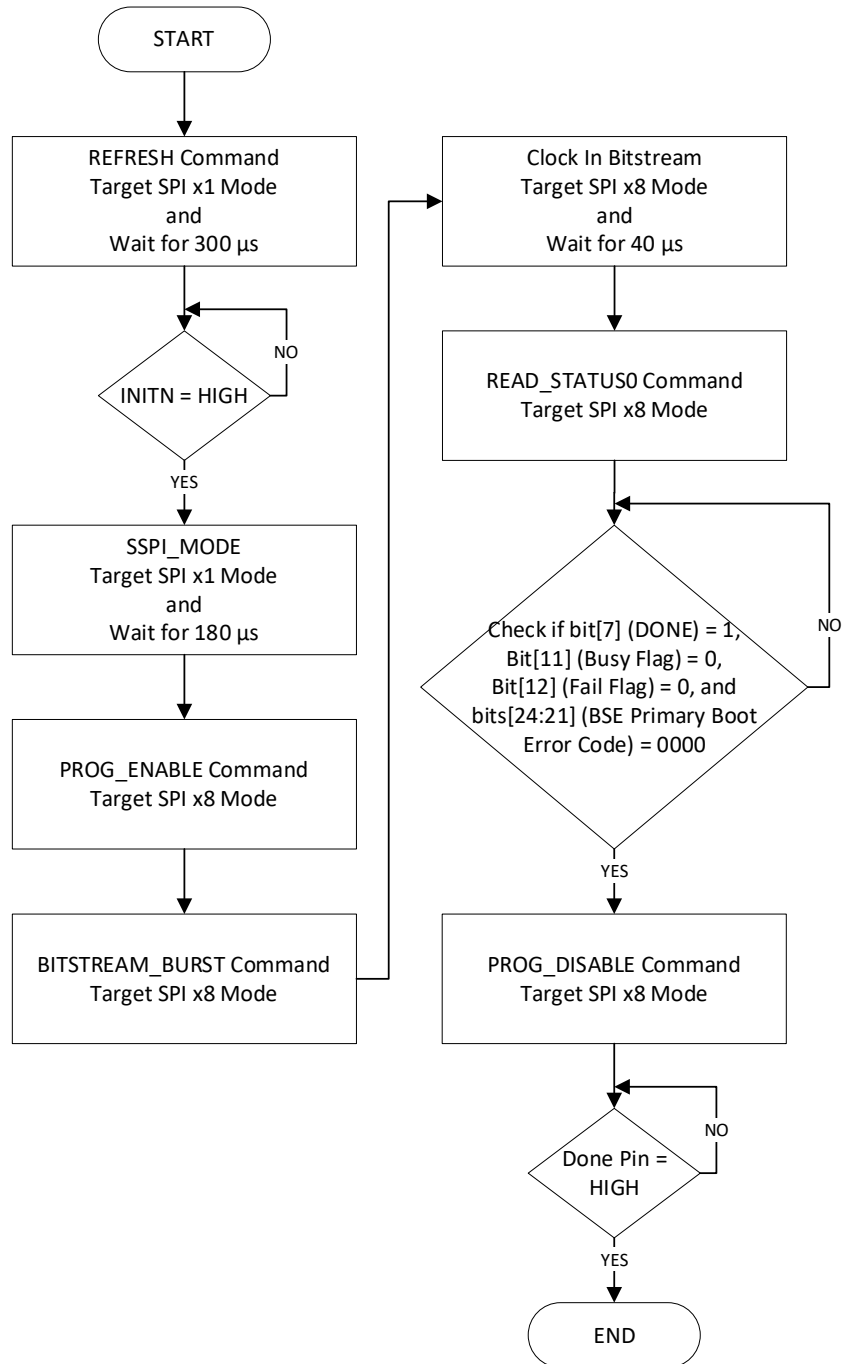 START
REFRESH Command
Target SPI x1 Mode
and
Wait for 300 µs
NO
INITN = HIGH
YES
SSPI_MODE
Target SPI x1 Mode
and
Wait for 180 µs
PROG_ENABLE Command
Target SPI x8 Mode
BITSTREAM_BURST Command
Target SPI x8 Mode
Clock In Bitstream
Target SPI x8 Mode
and
Wait for 40 µs
READ_STATUS0 Command
Target SPI x8 Mode
Check if bit[7] (DONE) = 1,
Bit[11] (Busy Flag) = 0,
Bit[12] (Fail Flag) = 0, and
bits[24:21] (BSE Primary Boot
Error Code) = 0000
NO
YES
PROG_DISABLE Command
Target SPI x8 Mode
NO
Done Pin =
HIGH
YES
END